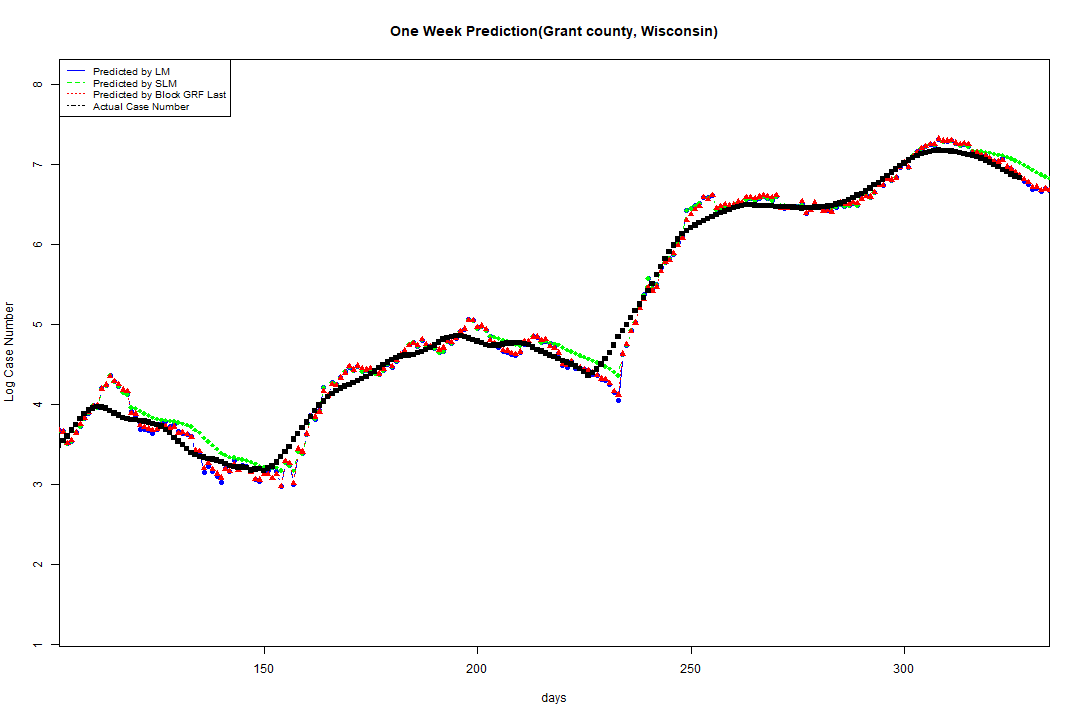 One Week Prediction(Grant county, Wisconsin)
Predicted by LM
Predicted by SLM
Predicted by Block GRF Last
Actual Case Number
8
7
6
5
4
3
2
1
Log Case Number
150 200 250 300
days